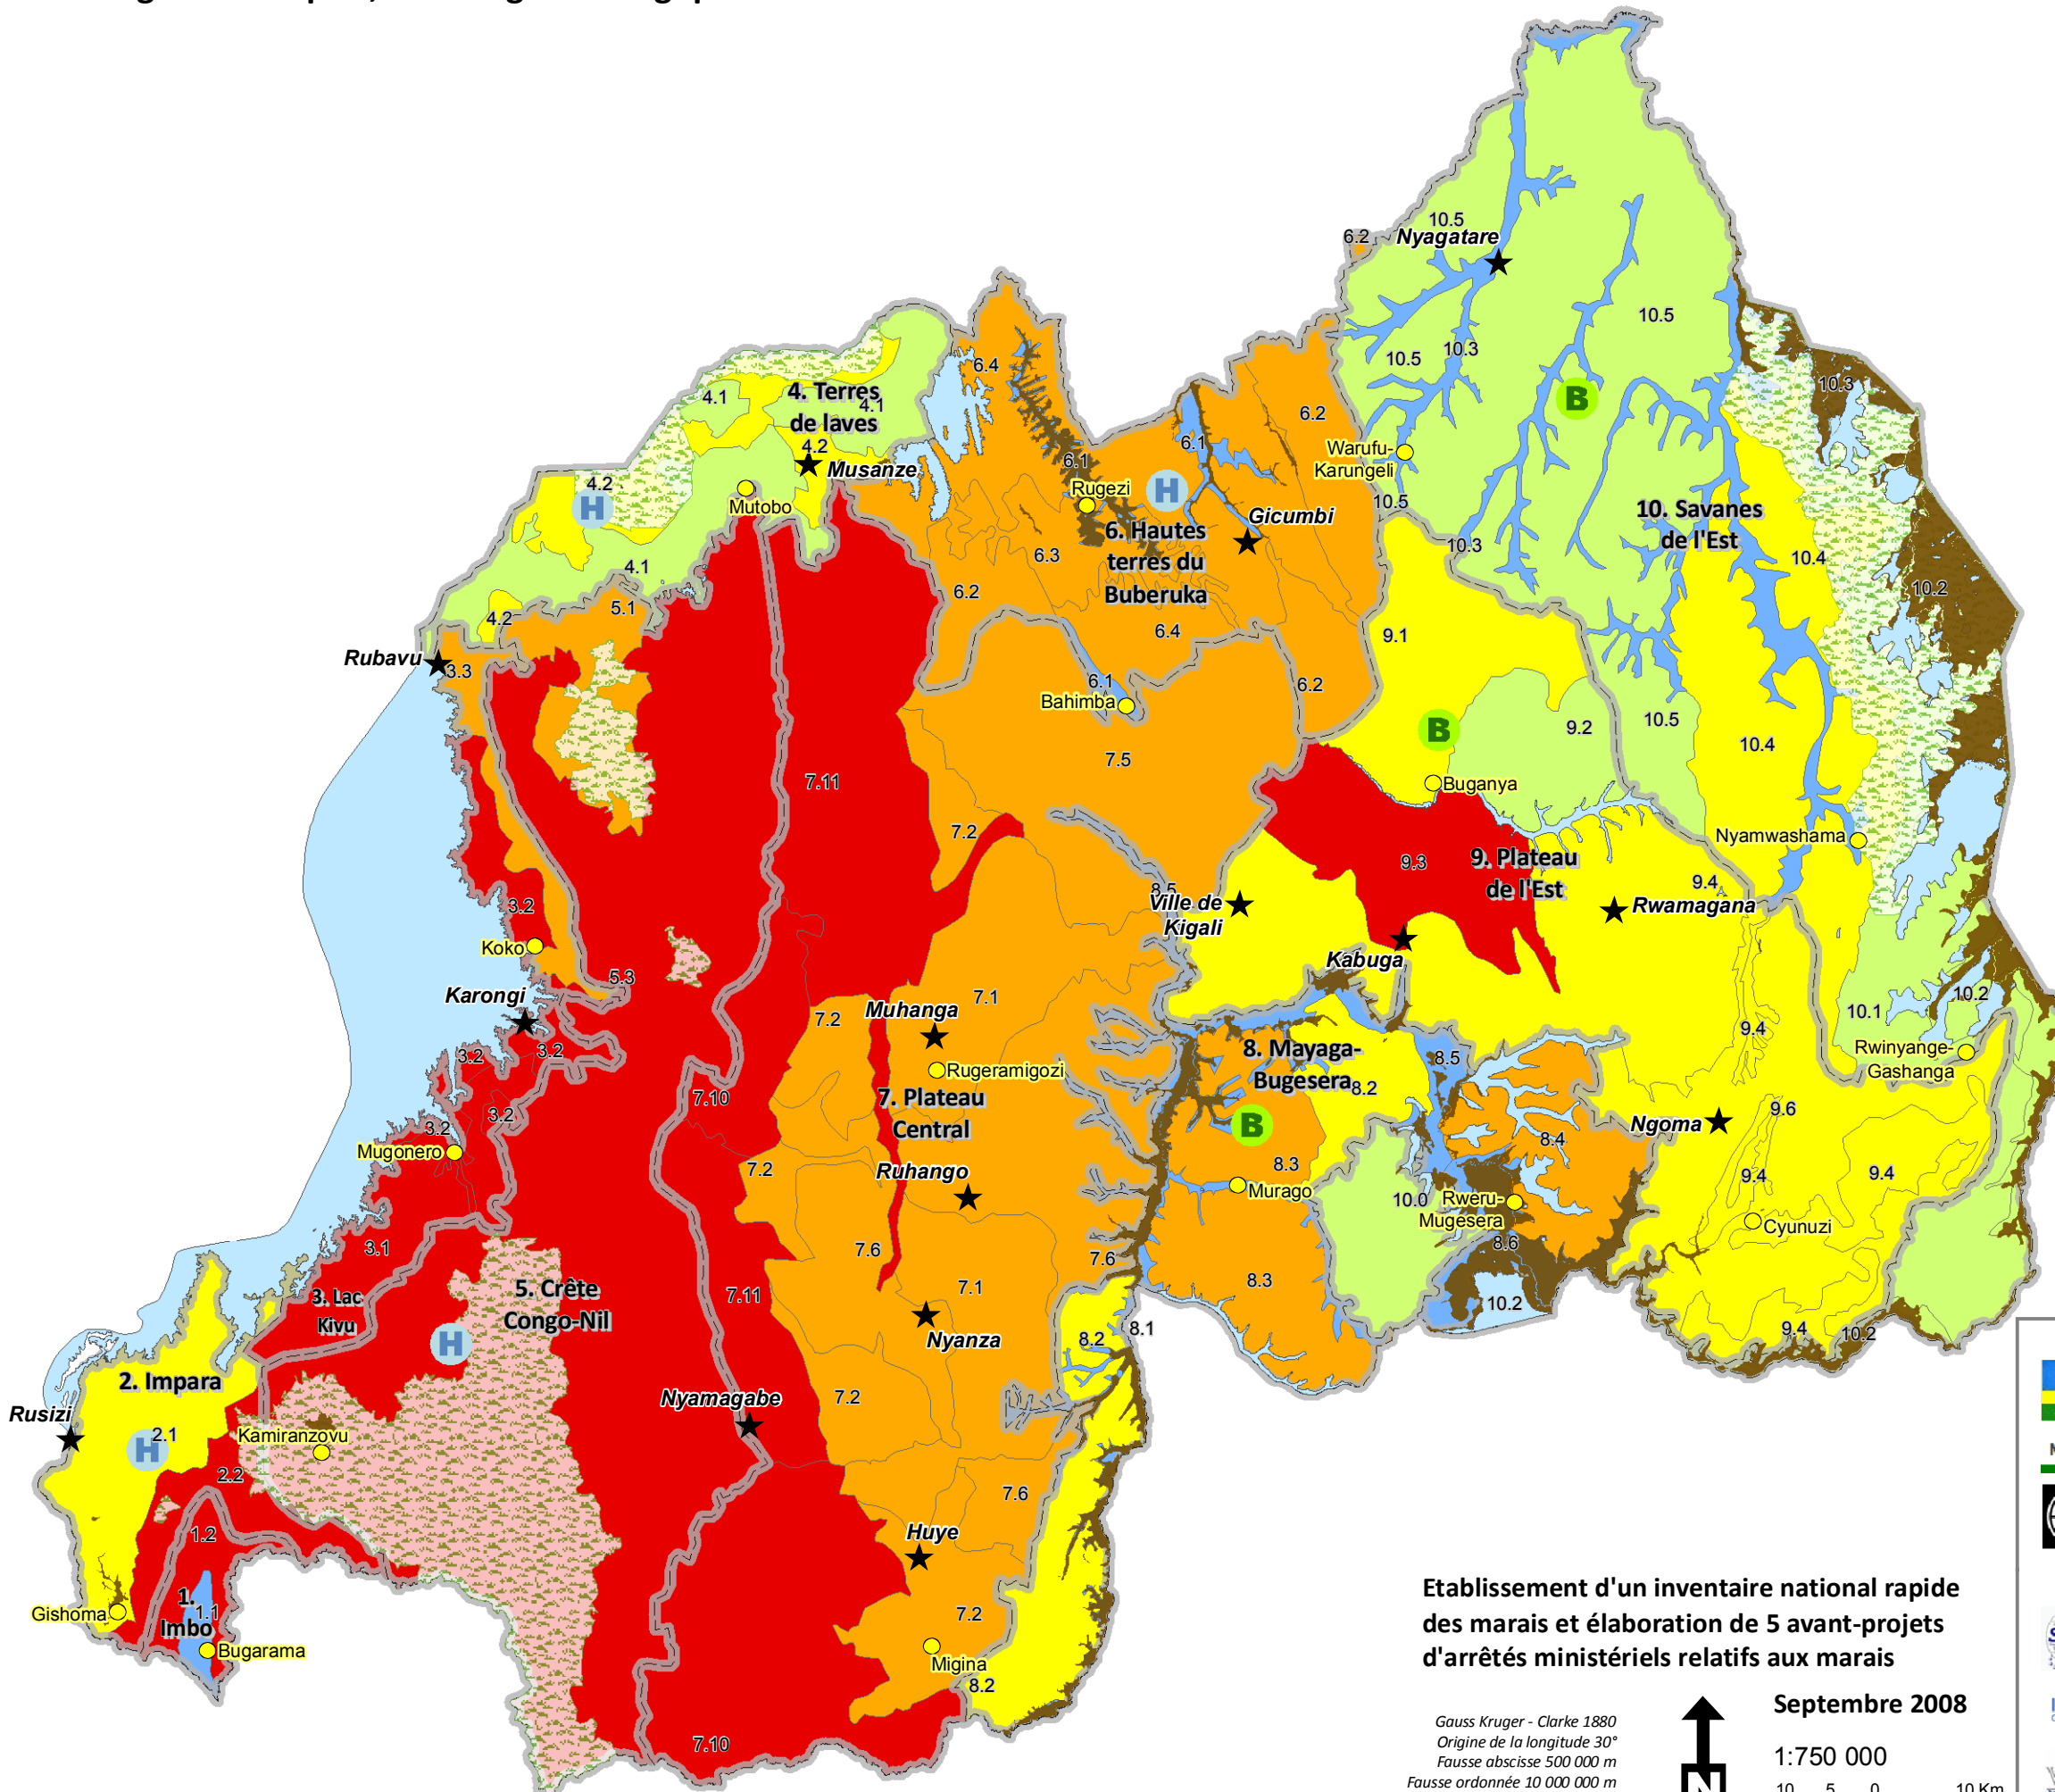 10.5
Nyagatare
6.2
10.5
10.5
10.3
10.3
6.4
4. Terres
de laves
4.1
4.1
4.2
Musanze
B
6.2
6.1
6.1
Warufu-
Karungeli
4.2
H
Mutobo
Rugezi
H
10.5
Gicumbi
10. Savanes
de l'Est
6. Hautes
terres du
Buberuka
6.3
10.3
10.4
4.1
5.1
4.2
6.2
6.4
9.1
10.2
Rubavu
3.3
6.1
Bahimba
6.2
B
9.2
10.5
10.4
7.5
7.11
Buganya
7.2
Nyamwashama
9.3
9. Plateau
de l'Est
8.5
Ville de
Kigali
9.4
Rwamagana
3.2
Koko
Kabuga
5.3
Karongi
7.1
Muhanga
7.2
10.2
10.1
9.4
3.2
3.2
8. Mayaga-
Bugesera
8.5
8.2
Rwinyange-
Gashanga
Rugeramigozi
7. Plateau
Central
7.10
3.2
3.2
B
9.6
Ngoma
8.4
Mugonero
7.2
Ruhango
8.3
Murago
9.4
9.4
10.0
Rweru-
Mugesera
Cyunuzi
3.1
7.6
7.6
8.6
3. Lac
Kivu
5. Crête
Congo-Nil
7.11
7.1
8.3
10.2
H
Nyanza
8.2
8.1
9.4
10.2
2. Impara
Rusizi
H
2.1
Kamiranzovu
Nyamagabe
7.2
2.2
7.6
1.2
Huye
Gishoma
1.
Imbo
1.1
Bugarama
7.2
Migina
8.2
7.10
Etablissement d'un inventaire national rapide
des marais et élaboration de 5 avant-projets
d'arrêtés ministériels relatifs aux marais
Septembre 2008
Gauss Kruger - Clarke 1880
Origine de la longitude 30°
Fausse abscisse 500 000 m
Fausse ordonnée 10 000 000 m
1:750 000
N
10 5 0 10 Km